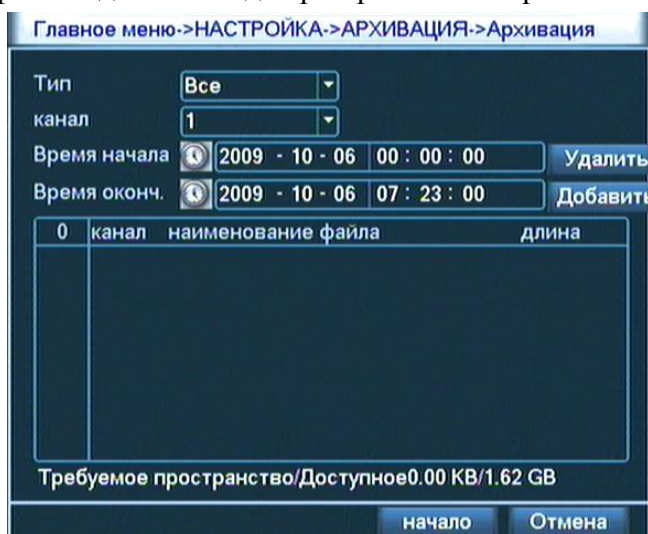 Главное меню->НАСТРОЙКА->АРХИВАЦИЯ->Архивация
Тип Все
канал 1
Время начала 2009 - 10 - 06 00 : 00 : 00 Удалить
Время оконч. 2009 - 10 - 06 07 : 23 : 00 Добавить
0 канал наименование файла длина
Требуемое пространство/Доступное0.00 KB/1.62 GB
начало Отмена